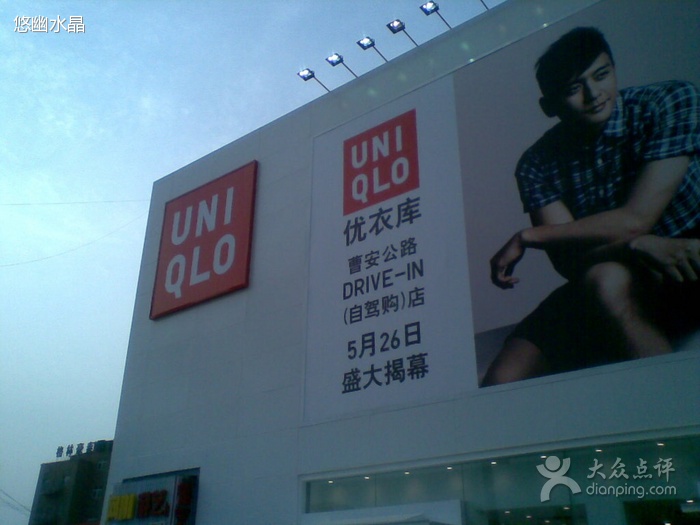 悠幽水晶
UNI
QLO
UNI
QLO
优衣库
曹安公路
DRIVE-IN
(自驾购)店
5月26日
盛大揭幕
大众点评
dianping.com